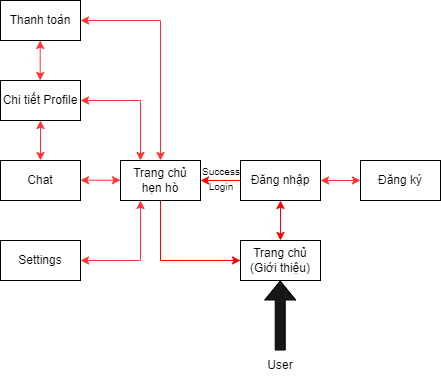 Thanh toán
Chi tiết Profile
Chat
Trang chủ
hẹn hò
Success
Login
Đăng nhập
Đăng ký
Settings
Trang chủ
(Giới thiệu)
User